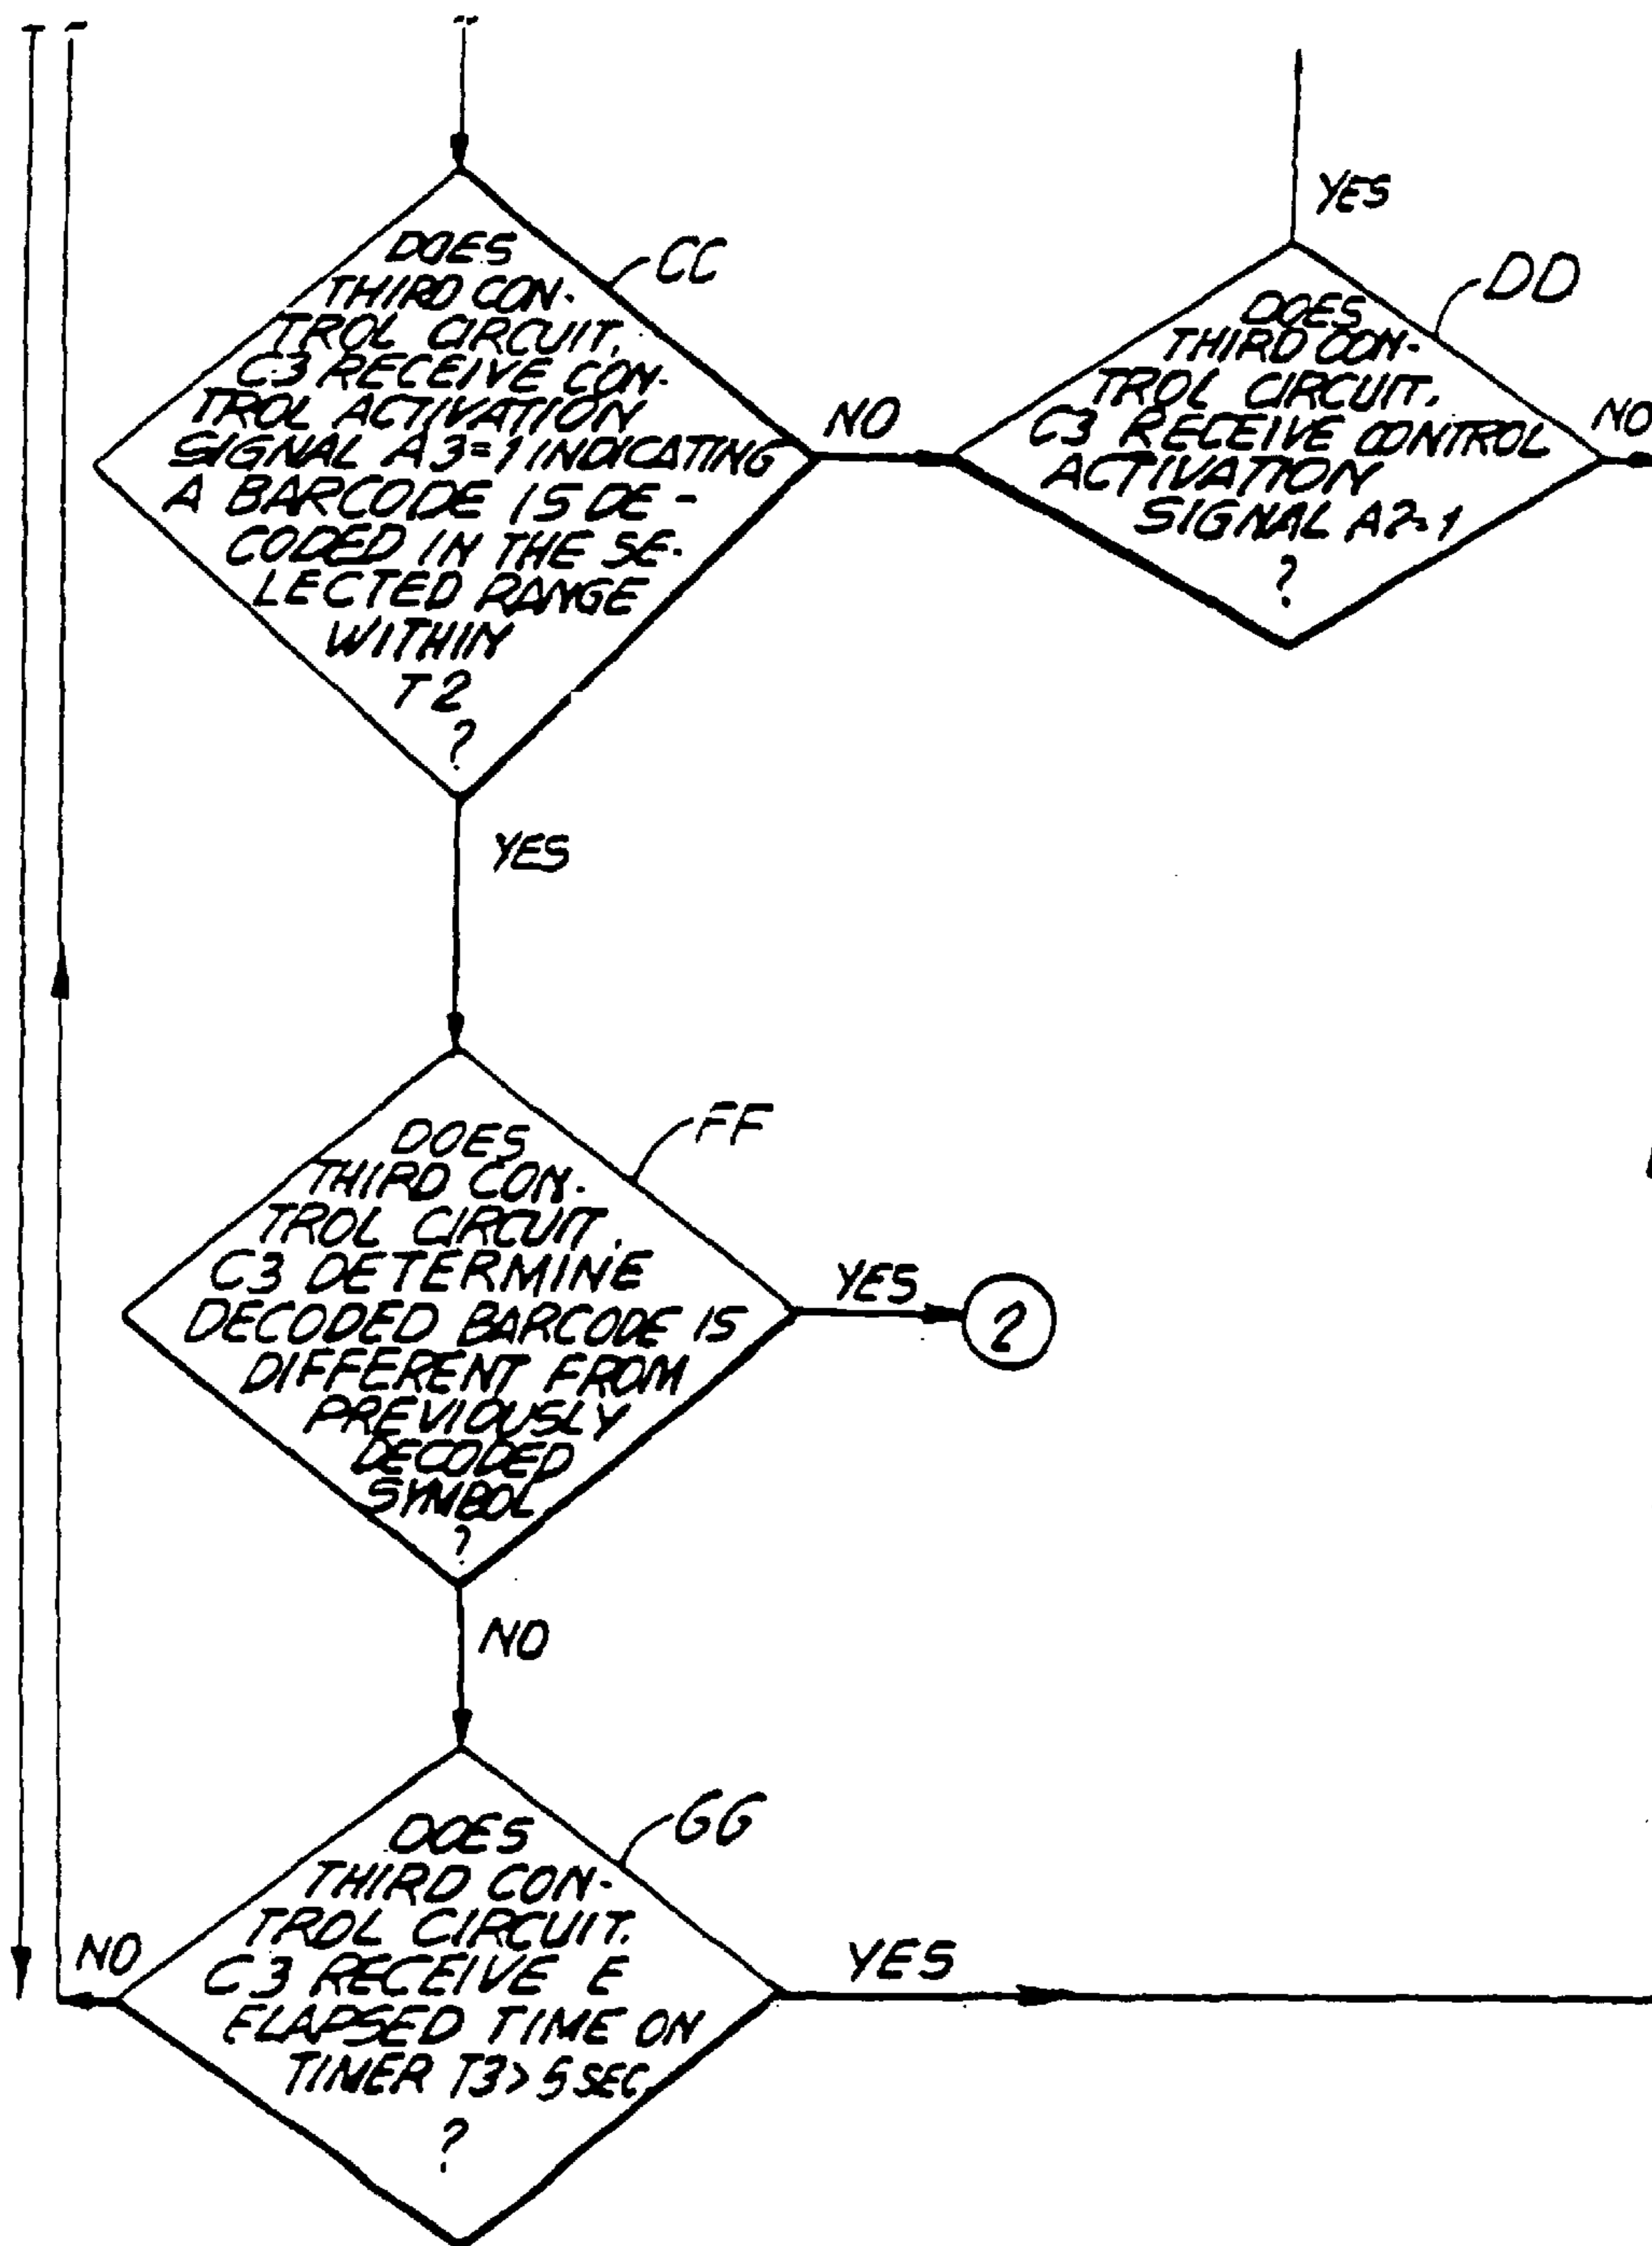 DOES
THIRD CON-
TROL CIRCUIT,
C3 RECEIVE CON-
TROL ACTIVATION
SIGNAL A3=1 INDICATING
A BARCODE IS DE-
CODED IN THE SE-
LECTED RANGE
WITHIN
T2
?
CC
NO
YES
YES
DOES
THIRD CON-
TROL CIRCUIT.
C3 RECEIVE CONTROL
ACTIVATION
SIGNAL A2=1
?
DD
NO
DOES
THIRD CON-
TROL CIRCUIT,
C3 DETERMINE
DECODED BARCODE IS
DIFFERENT FROM
PREVIOUSLY
DECODED
SYMBOL
?
FF
YES
2
NO
DOES
THIRD CON-
TROL CIRCUIT.
C3 RECEIVE E
ELAPSED TIME ON
TIMER T3>5 SEC
?
GG
NO
YES